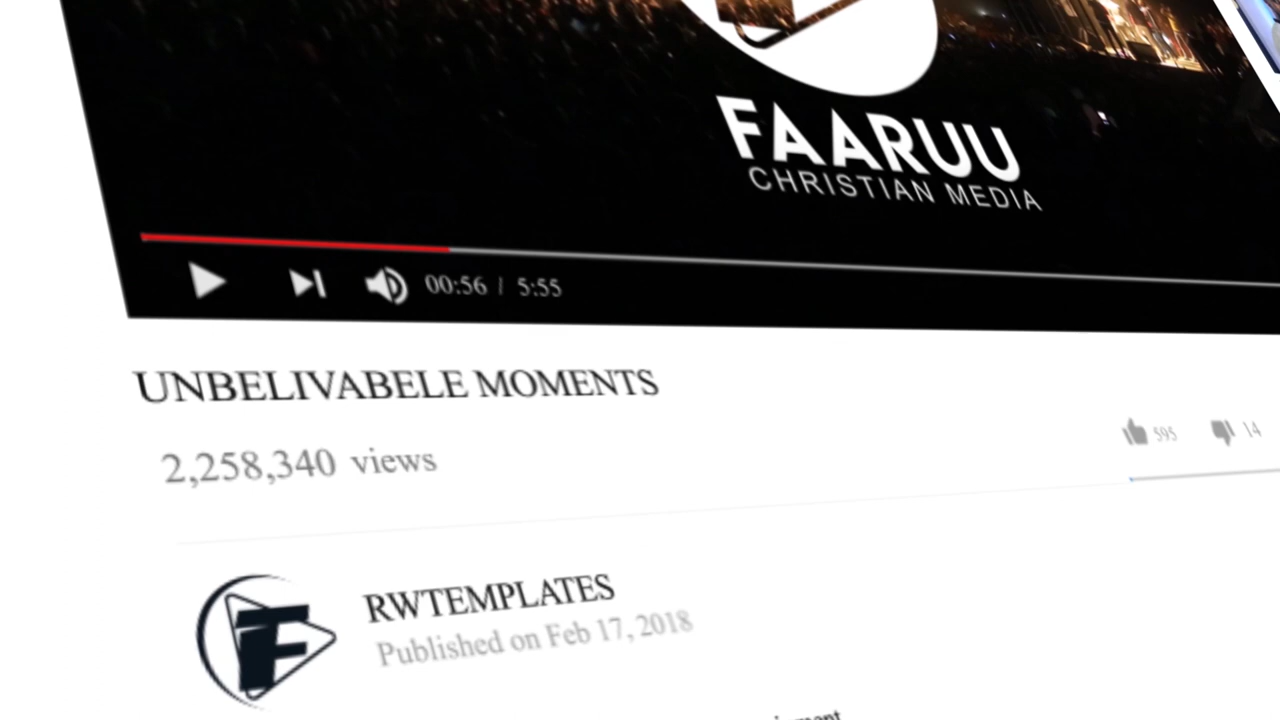 FAARUU
CHRISTIAN MEDIA
00:56 / 5:55
UNBELIVABELE MOMENTS
595 14
2,258,340 views
RWTEMPLATES
Published on Feb 17, 2018